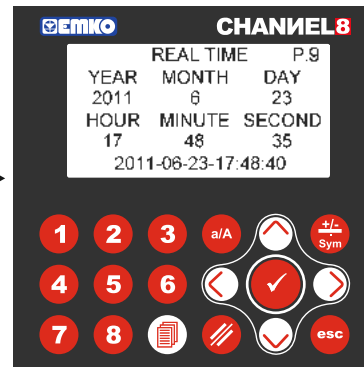 EMKO CHANИEL8
REAL TIME P.9
YEAR MONTH DAY
2011 6 23
HOUR MINUTE SECOND
17 48 35
2011-06-23-17:48:40
1 2 3 a/A +/- Sym
4 5 6
7 8 esc